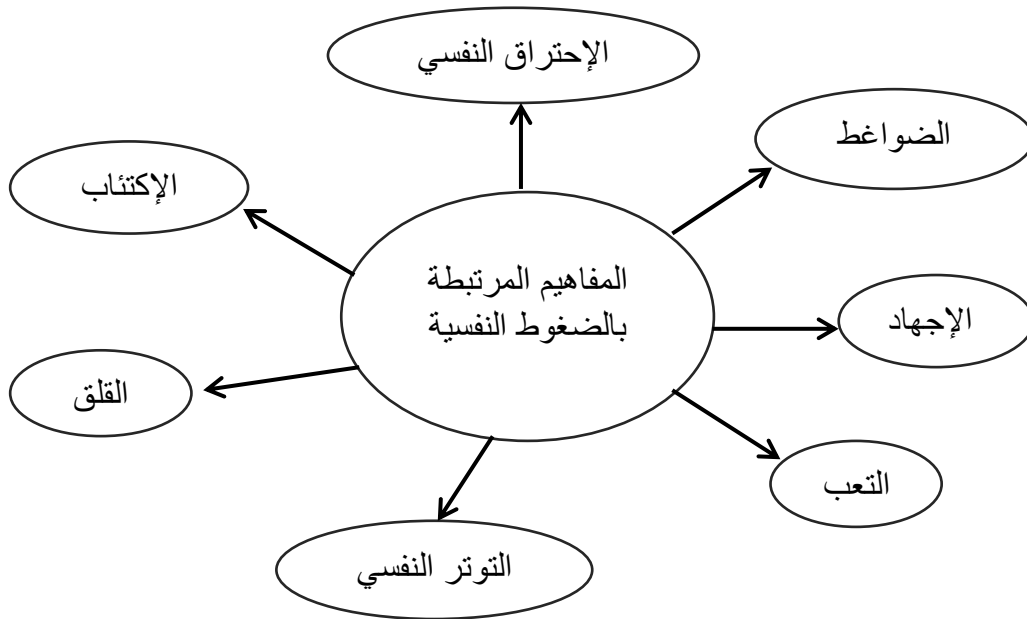 الإحتراق النفسي
الضواغط
الإكتئاب
المفاهيم المرتبطة
بالضغوط النفسية
الإجهاد
القلق
التعب
التوتر النفسي